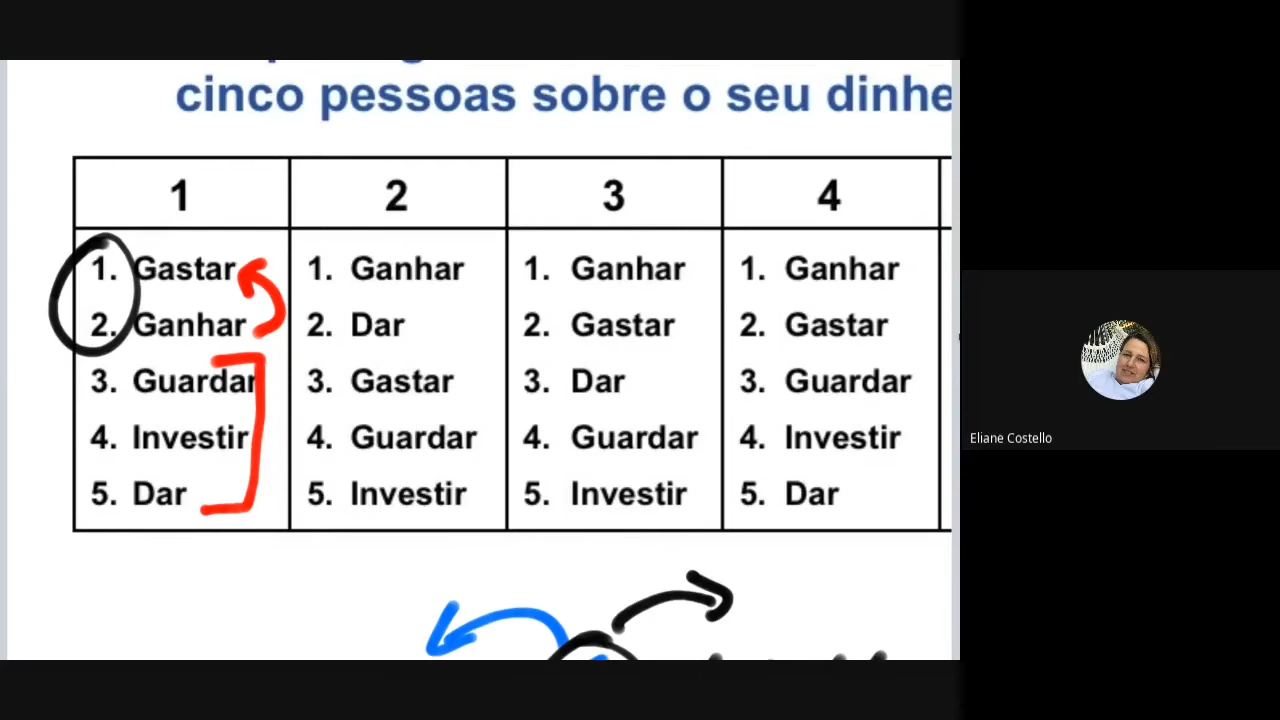 cinco pessoas sobre o seu dinhe
1 2 3 4
1. Gastar 1. Ganhar 1. Ganhar 1. Ganhar
2. Ganhar 2. Dar 2. Gastar 2. Gastar
3. Guardar 3. Gastar 3. Dar 3. Guardar
4. Investir 4. Guardar 4. Guardar 4. Investir
5. Dar 5. Investir 5. Investir 5. Dar
Eliane Costello